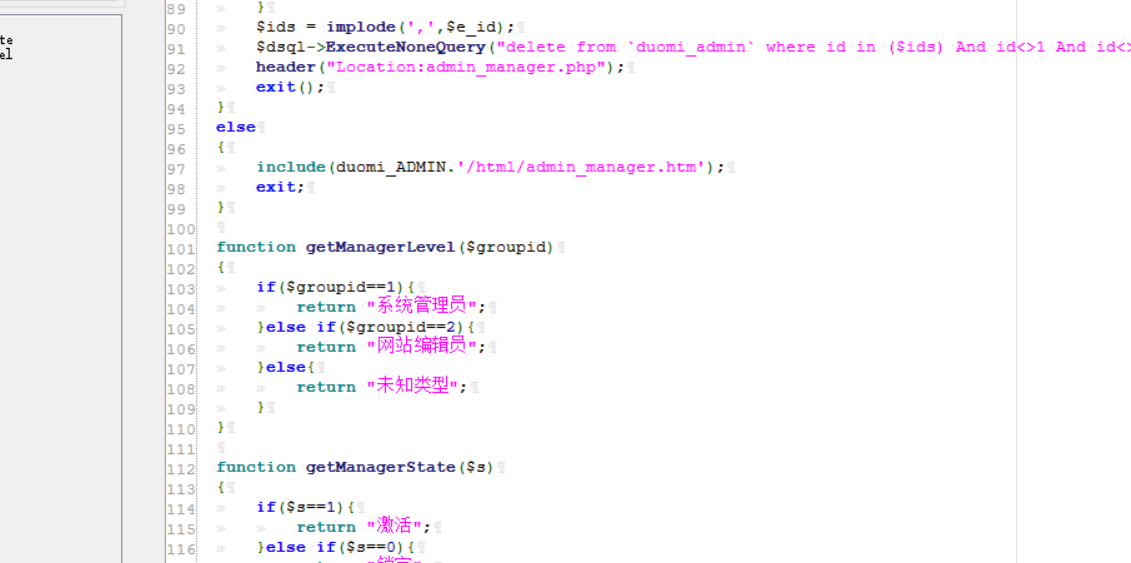 te
el
89 }
90 $ids = implode(',',$e_id);
91 $dsql->ExecuteNoneQuery("delete from `duomi_admin` where id in ($ids) And id<>1 And id<>
92 header("Location:admin_manager.php");
93 exit();
94 }
95 else
96 {
97 include(duomi_ADMIN.'/html/admin_manager.htm');
98 exit;
99 }
100
101 function getManagerLevel($groupid)
102 {
103 if($groupid==1){
104 return "系统管理员";
105 }else if($groupid==2){
106 return "网站编辑员";
107 }else{
108 return "未知类型";
109 }
110 }
111
112 function getManagerState($s)
113 {
114 if($s==1){
115 return "激活";
116 }else if($s==0){